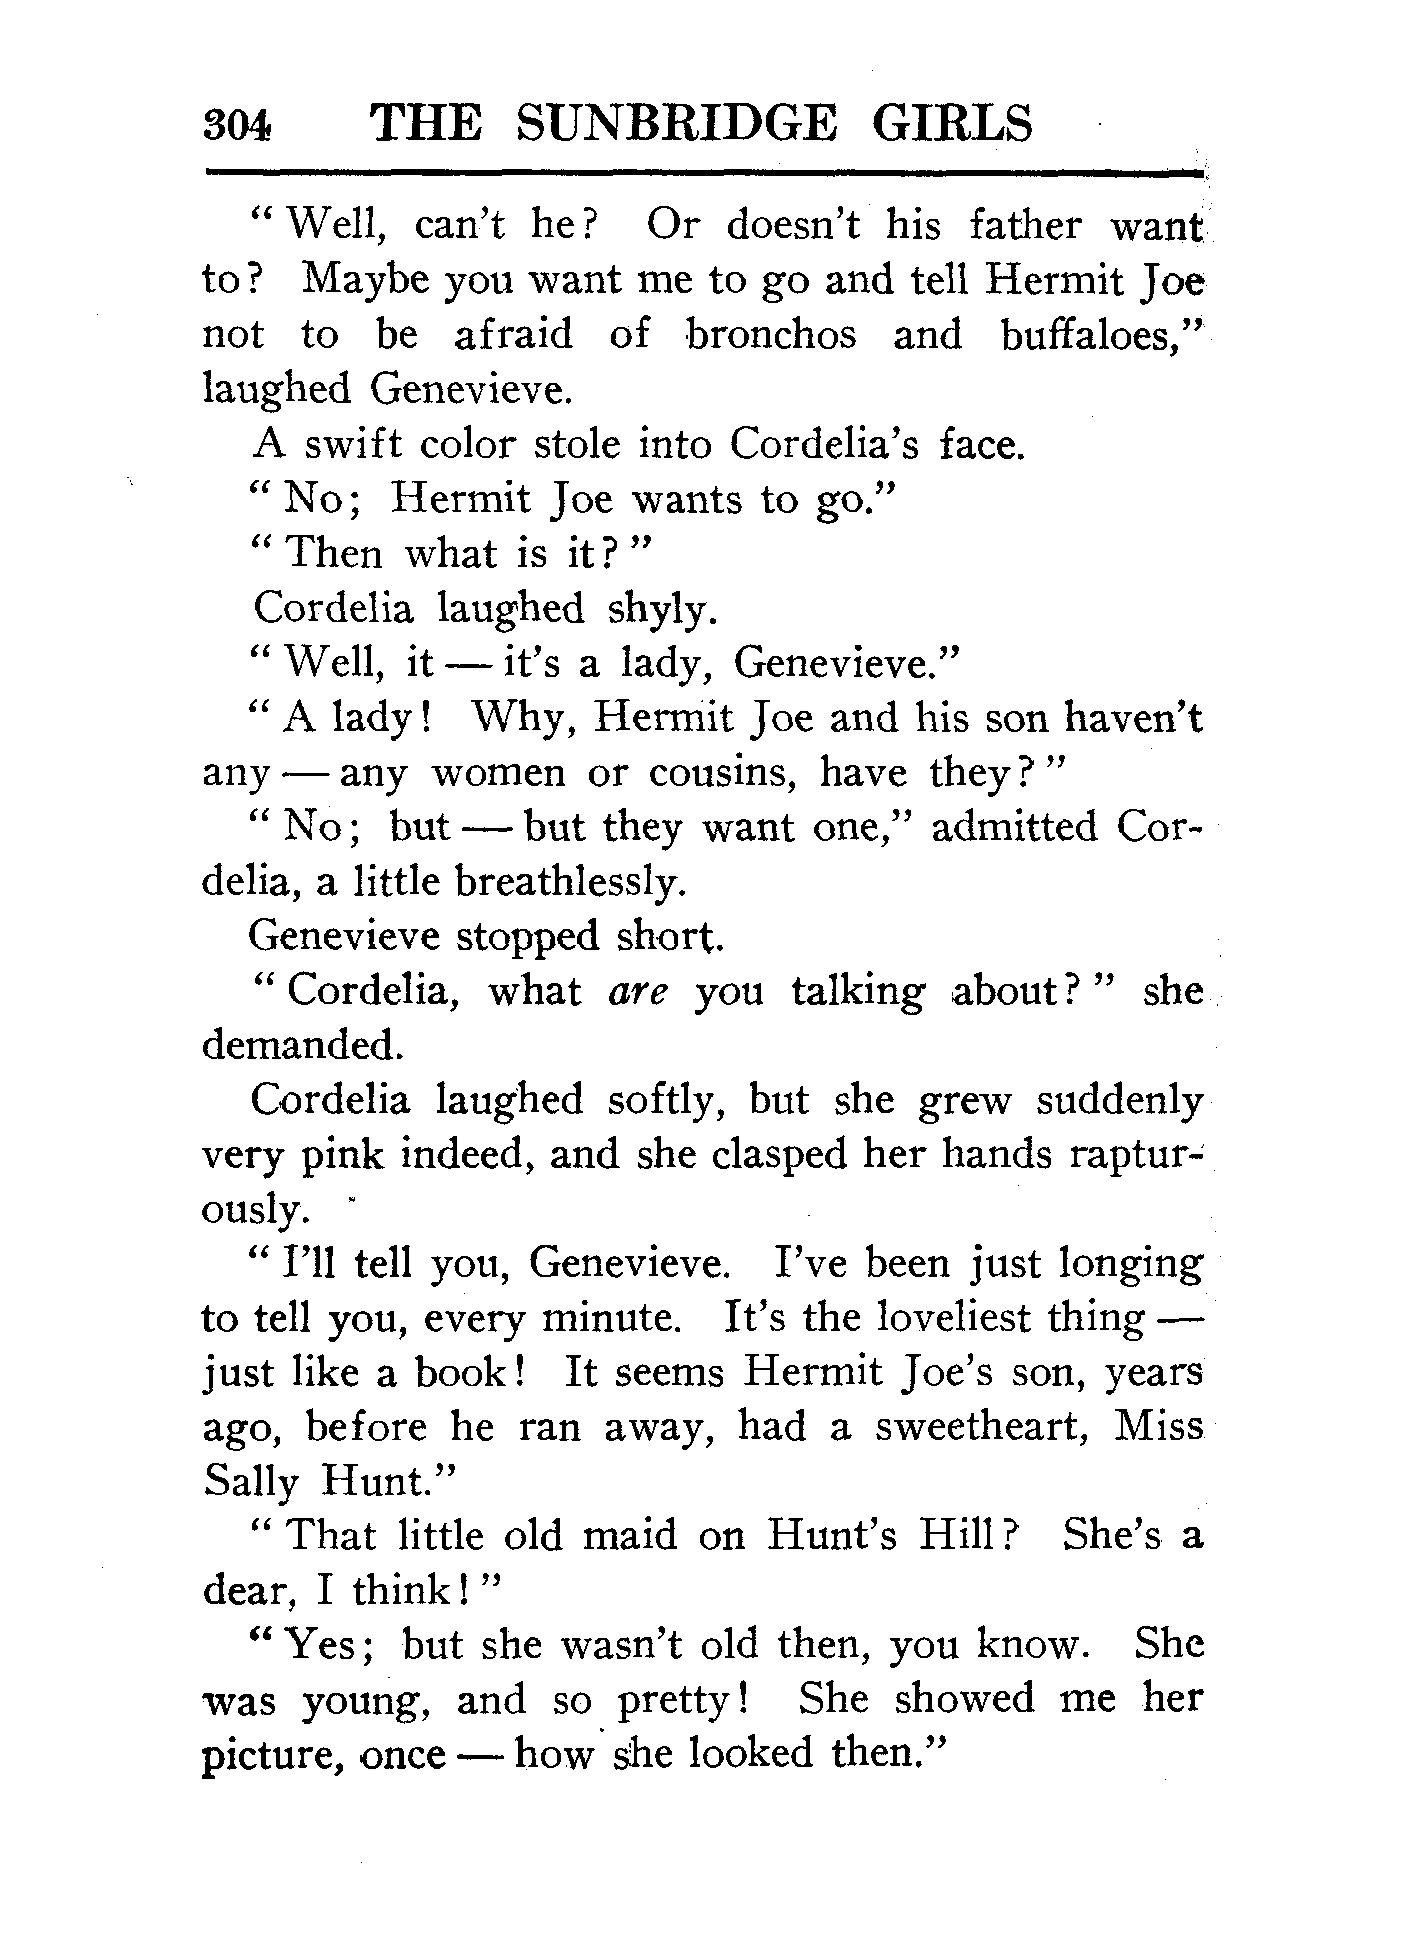 304 THE SUNBRIDGE GIRLS
“ Well, can’t he? Or doesn’t his father want
to? Maybe you want me to go and tell Hermit Joe
not to be afraid of bronchos and buffaloes,”
laughed Genevieve.
A swift color stole into Cordelia’s face.
“ No; Hermit Joe wants to go.”
“ Then what is it? ”
Cordelia laughed shyly.
“ Well, it — it’s a lady, Genevieve.”
“ A lady! Why, Hermit Joe and his son haven’t
any — any women or cousins, have they? ”
“ No; but — but they want one,” admitted Cor-
delia, a little breathlessly.
Genevieve stopped short.
“ Cordelia, what are you talking about? ” she
demanded.
Cordelia laughed softly, but she grew suddenly
very pink indeed, and she clasped her hands raptur-
ously.
“ I’ll tell you, Genevieve. I’ve been just longing
to tell you, every minute. It’s the loveliest thing —
just like a book! It seems Hermit Joe’s son, years
ago, before he ran away, had a sweetheart, Miss
Sally Hunt.”
“ That little old maid on Hunt’s Hill? She’s a
dear, I think! ”
“ Yes; but she wasn’t old then, you know. She
was young, and so pretty! She showed me her
picture, once — how she looked then.”